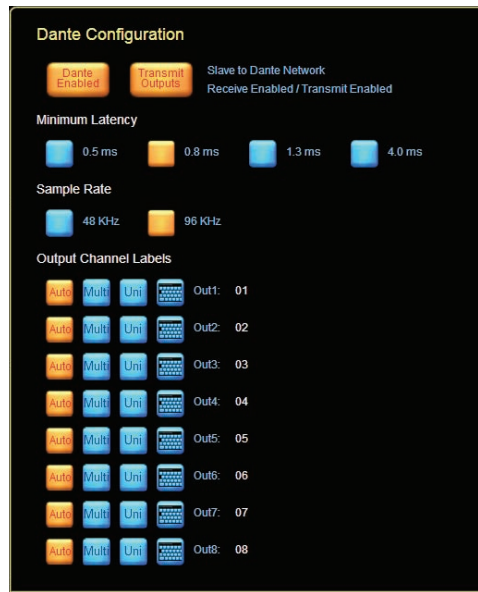 Dante Configuration
Dante Enabled Transmit Outputs Slave to Dante Network
Receive Enabled / Transmit Enabled
Minimum Latency
0.5 ms 0.8 ms 1.3 ms 4.0 ms
Sample Rate
48 KHz 96 KHz
Output Channel Labels
Auto Multi Uni Out1: 01
Auto Multi Uni Out2: 02
Auto Multi Uni Out3: 03
Auto Multi Uni Out4: 04
Auto Multi Uni Out5: 05
Auto Multi Uni Out6: 06
Auto Multi Uni Out7: 07
Auto Multi Uni Out8: 08